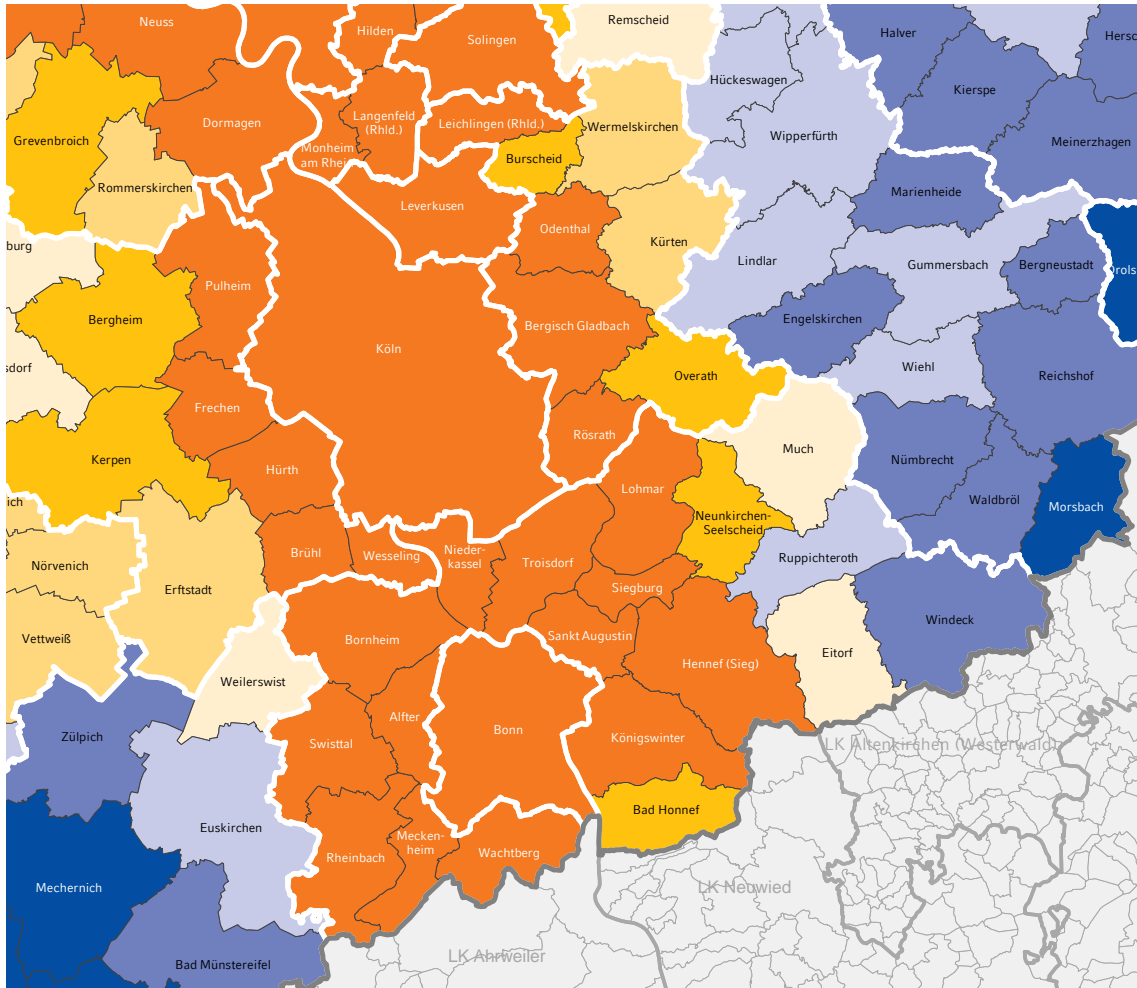 Neuss
Hilden
Solingen
Remscheid
Halver
Hersc
Hückeswagen
Kierspe
Grevenbroich
Dormagen
Langenfeld
(Rhld.)
Leichlingen (Rhld.)
Wermelskirchen
Wipperfürth
Meinerzhagen
Monheim
am Rhein
Burscheid
Rommerskirchen
Marienheide
Leverkusen
Odenthal
Kürten
burg
Lindlar
Gummersbach
Bergneustadt
Drols
Pulheim
Bergheim
Bergisch Gladbach
Engelskirchen
Köln
sdorf
Overath
Wiehl
Reichshof
Frechen
Rösrath
Much
Kerpen
Hürth
Nümbrecht
Lohmar
Waldbröl
Morsbach
ich
Neunkirchen-
Seelscheid
Nörvenich
Brühl
Wesseling
Nieder-
kassel
Troisdorf
Ruppichteroth
Erftstadt
Siegburg
Windeck
Vettweiß
Bornheim
Sankt Augustin
Hennef (Sieg)
Eitorf
Weilerswist
Alfter
Bonn
Zülpich
Swisttal
Königswinter
LK Altenkirchen (Westerwald)
Euskirchen
Bad Honnef
Mecken-
heim
Rheinbach
Wachtberg
Mechernich
LK Neuwied
LK Ahrweiler
Bad Münstereifel